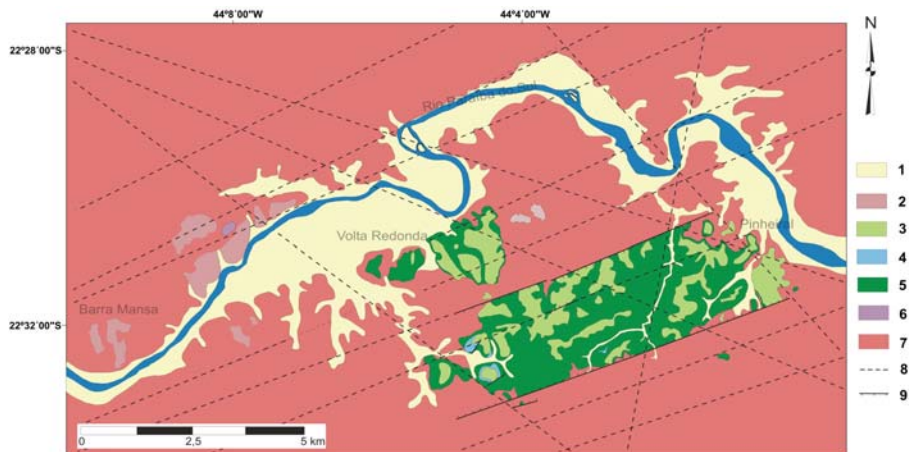 44°8´00"W
44°4´00"W
N
22°28´00"S
Rio Paraíba do Sul
1
2
3
Pinheiral
4
Volta Redonda
5
6
Barra Mansa
22°32´00"S
7
8
9
0
2,5
5 km